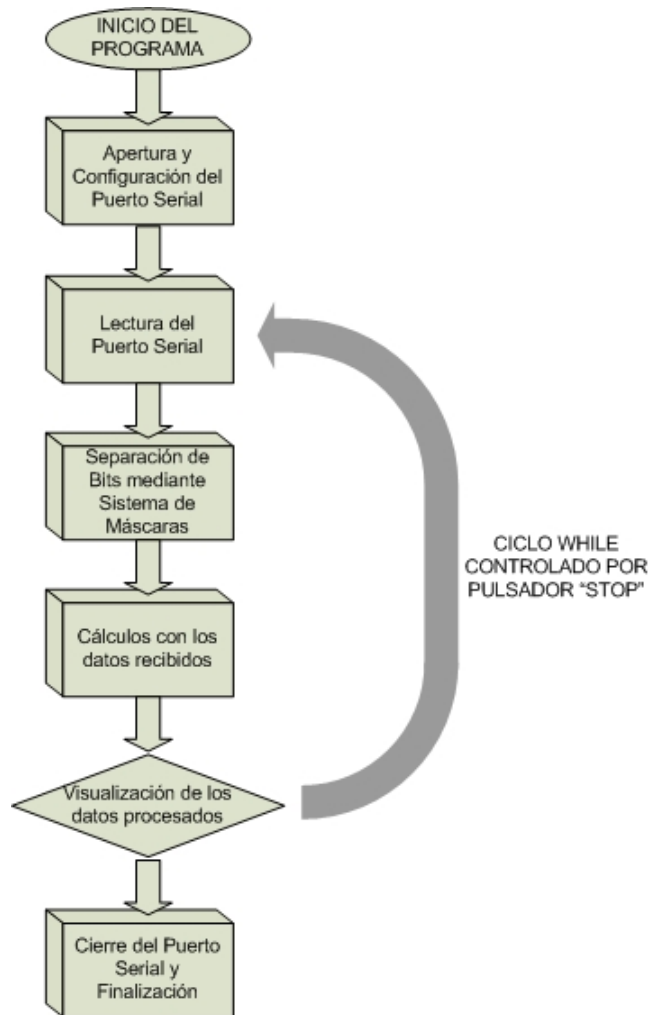 INICIO DEL
PROGRAMA
Apertura y
Configuración del
Puerto Serial
Lectura del
Puerto Serial
Separación de
Bits mediante
Sistema de
Máscaras
CICLO WHILE
CONTROLADO POR
PULSADOR “STOP”
Cálculos con los
datos recibidos
Visualización de los
datos procesados
Cierre del Puerto
Serial y
Finalización